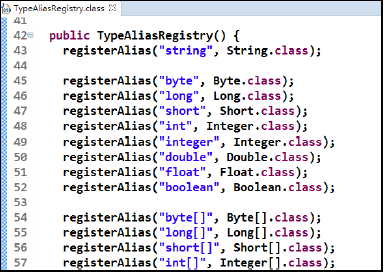 TypeAliasRegistry.class
41
42 public TypeAliasRegistry() {
43 registerAlias("string", String.class);
44
45 registerAlias("byte", Byte.class);
46 registerAlias("long", Long.class);
47 registerAlias("short", Short.class);
48 registerAlias("int", Integer.class);
49 registerAlias("integer", Integer.class);
50 registerAlias("double", Double.class);
51 registerAlias("float", Float.class);
52 registerAlias("boolean", Boolean.class);
53
54 registerAlias("byte[]", Byte[].class);
55 registerAlias("long[]", Long[].class);
56 registerAlias("short[]", Short[].class);
57 registerAlias("int[]", Integer[].class);